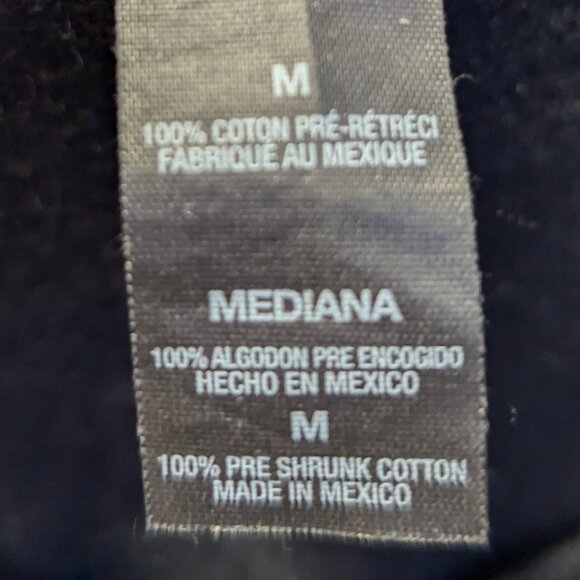 M
100% COTON PRÉ-RÉTRÉCI
FABRIQUÉ AU MEXIQUE
MEDIANA
100% ALGODON PRE ENCOGIDO
HECHO EN MEXICO
M
100% PRE SHRUNK COTTON
MADE IN MEXICO